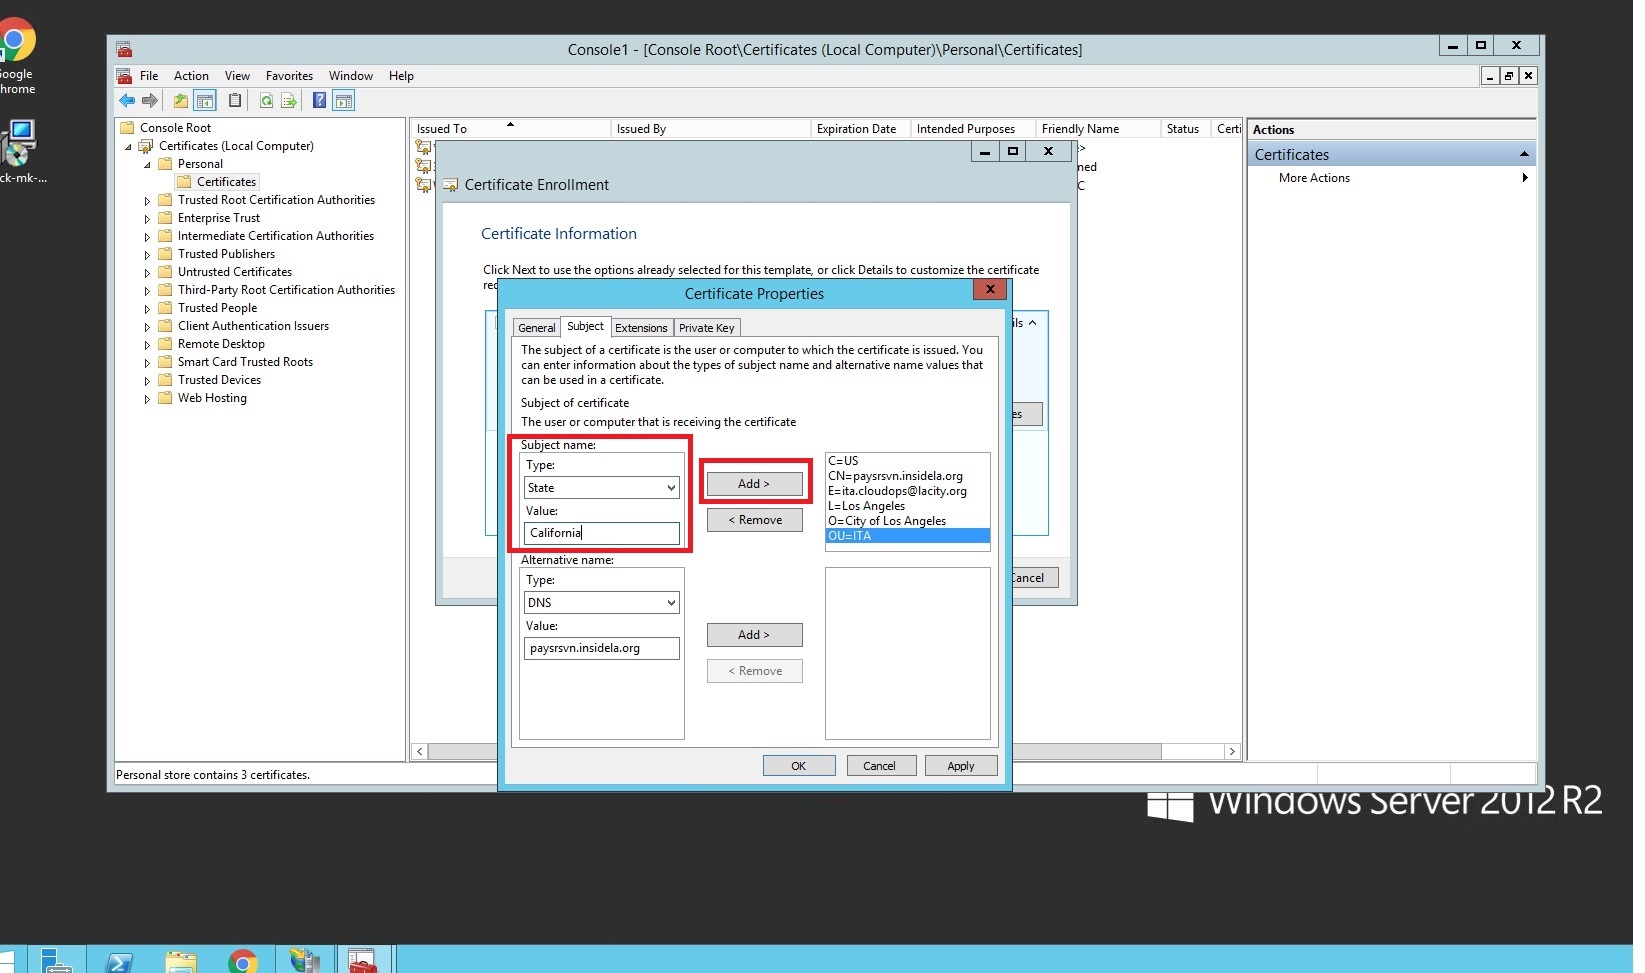 Google
Chrome
ck-mk-...
Console1 - [Console Root\Certificates (Local Computer)\Personal\Certificates]
File Action View Favorites Window Help
Console Root
Certificates (Local Computer)
Personal
Certificates
Trusted Root Certification Authorities
Enterprise Trust
Intermediate Certification Authorities
Trusted Publishers
Untrusted Certificates
Third-Party Root Certification Authorities
Trusted People
Client Authentication Issuers
Remote Desktop
Smart Card Trusted Roots
Trusted Devices
Web Hosting
Issued To Issued By Expiration Date Intended Purposes Friendly Name Status Certi
Actions
Certificates
More Actions
Certificate Enrollment
Certificate Information
Click Next to use the options already selected for this template, or click Details to customize the certificate
Certificate Properties
General Subject Extensions Private Key
The subject of a certificate is the user or computer to which the certificate is issued. You
can enter information about the types of subject name and alternative name values that
can be used in a certificate.
Subject of certificate
The user or computer that is receiving the certificate
Subject name:
Type:
State
Value:
California
Add >
< Remove
C=US
CN=paysrsvn.insidela.org
E=ita.cloudops@lacity.org
L=Los Angeles
O=City of Los Angeles
OU=ITA
Alternative name:
Type:
DNS
Value:
paysrsvn.insidela.org
Add >
< Remove
OK Cancel Apply
Cancel
Personal store contains 3 certificates.
Windows Server 2012 R2